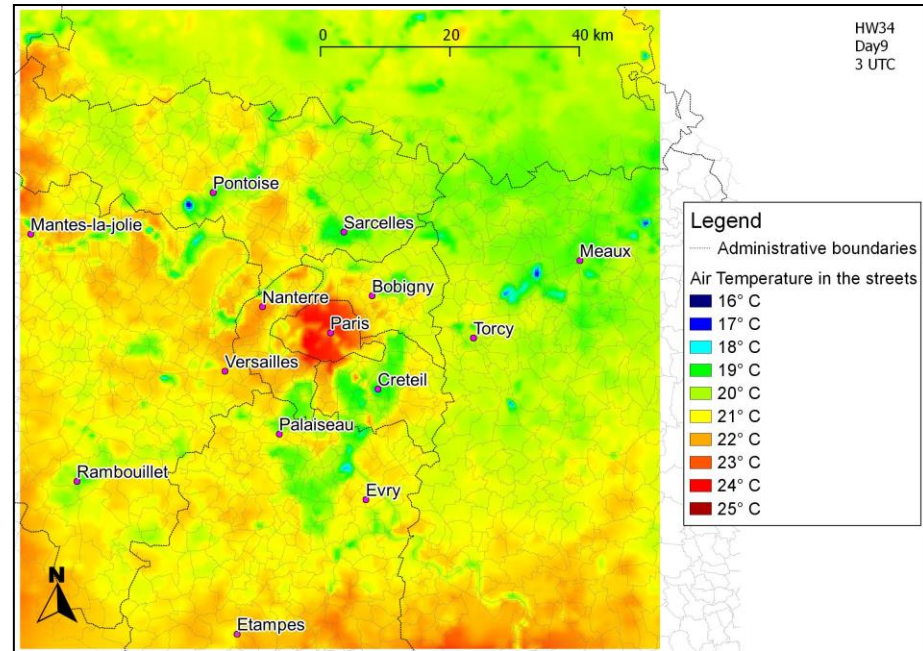 0 20 40 km
HW34
Day9
3 UTC
Pontoise
Mantes-la-jolie
Sarcelles
Meaux
Bobigny
Nanterre
Paris
Torcy
Versailles
Creteil
Palaiseau
Rambouillet
Evry
N
Etampes
Legend
Administrative boundaries
Air Temperature in the streets
16° C
17° C
18° C
19° C
20° C
21° C
22° C
23° C
24° C
25° C